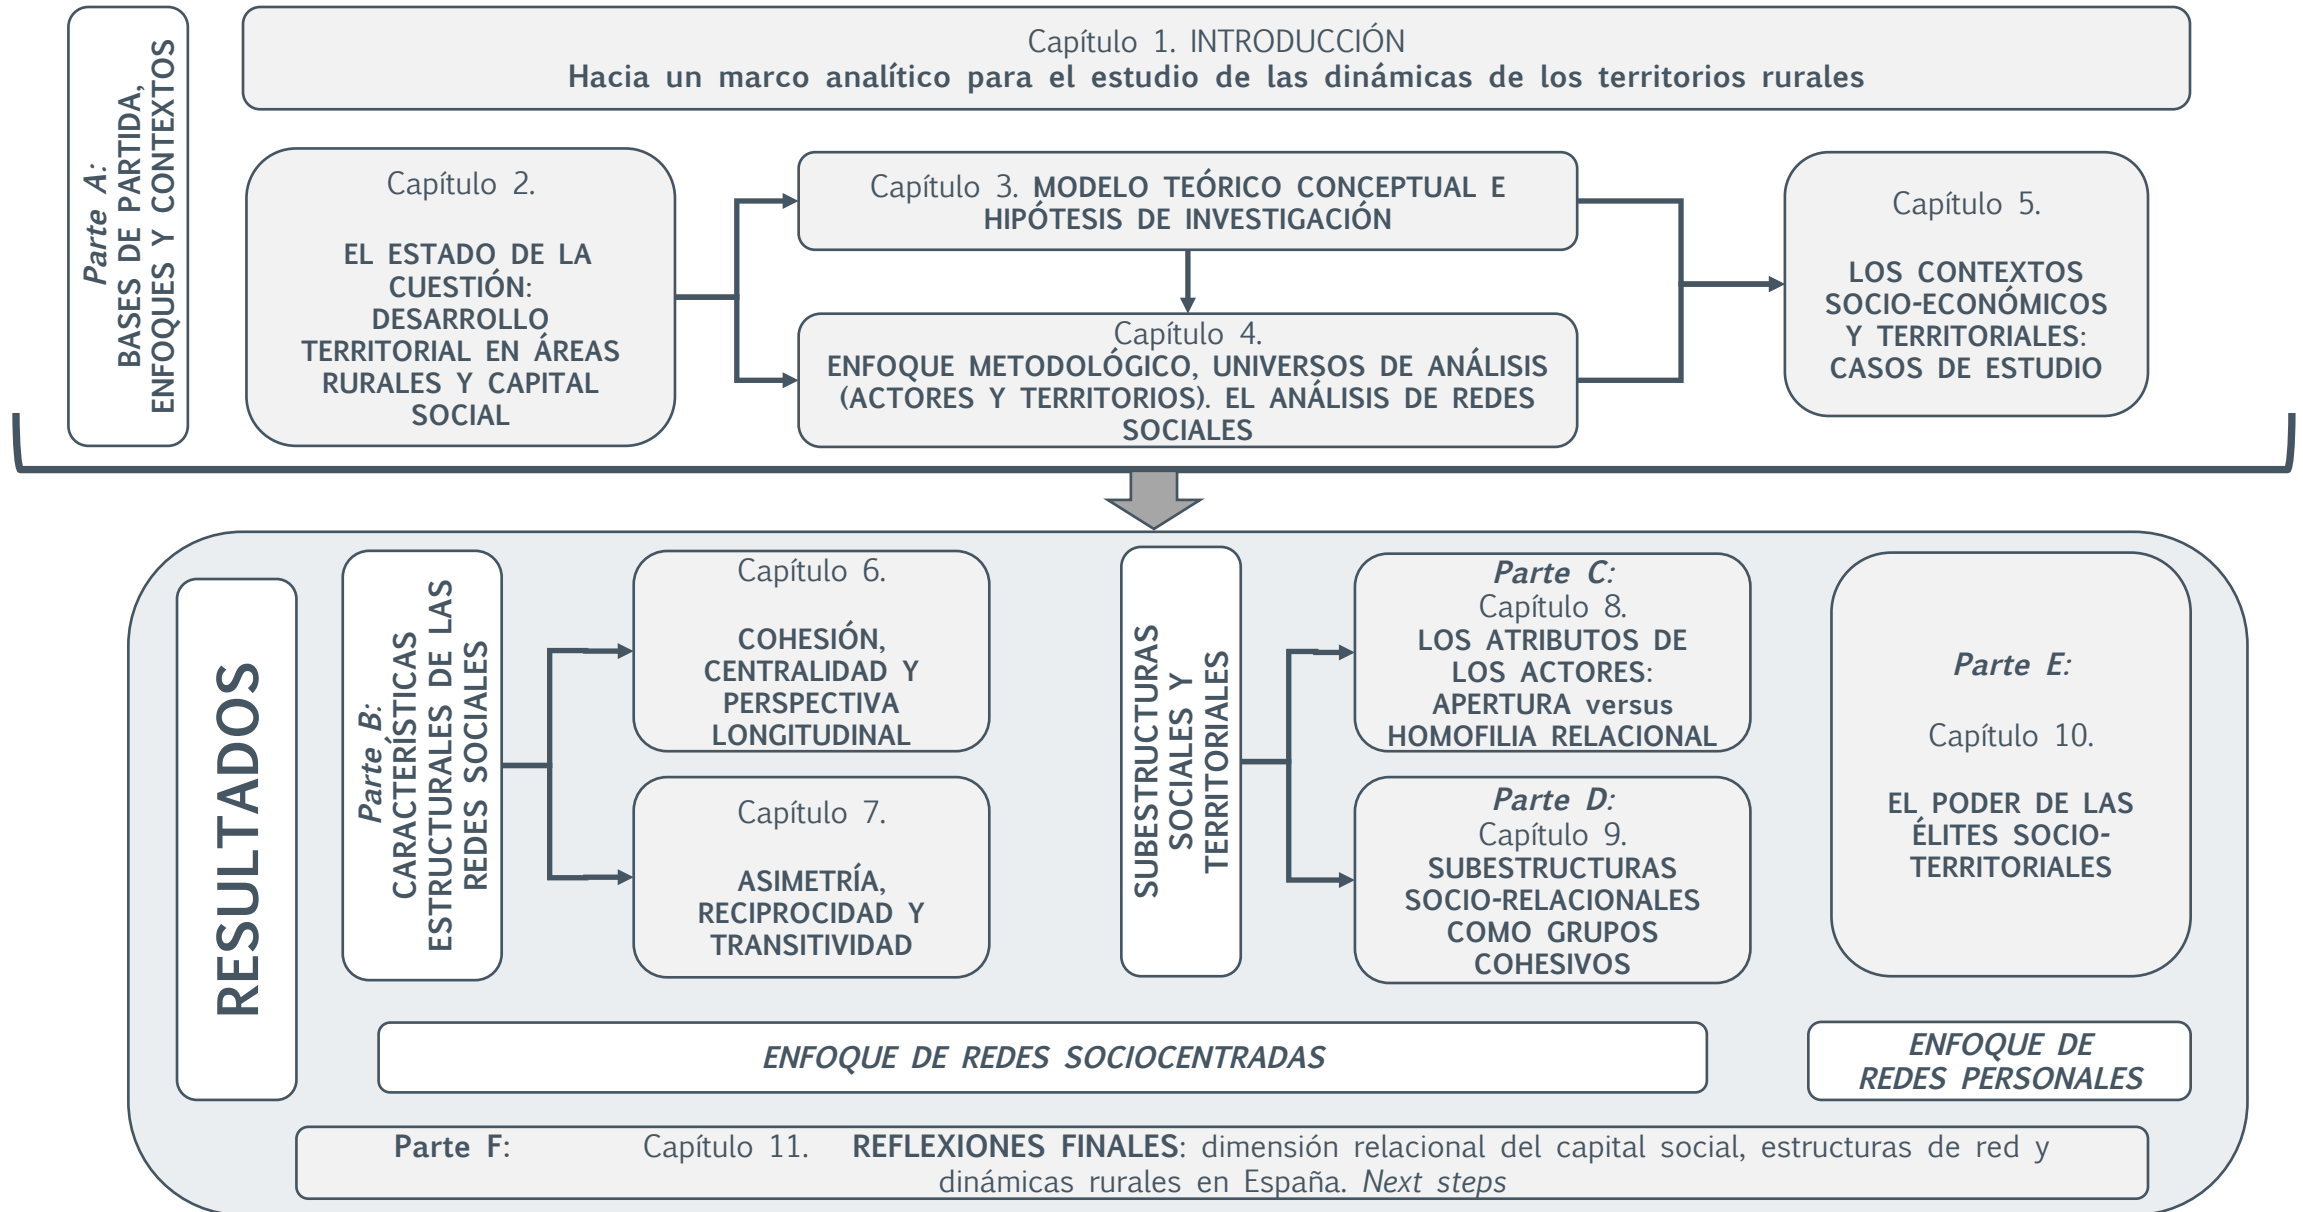 Parte A:
BASES DE PARTIDA,
ENFOQUES Y CONTEXTOS
Capítulo 1. INTRODUCCIÓN
Hacia un marco analítico para el estudio de las dinámicas de los territorios rurales
Capítulo 2.
EL ESTADO DE LA
CUESTIÓN:
DESARROLLO
TERRITORIAL EN ÁREAS
RURALES Y CAPITAL
SOCIAL
Capítulo 3. MODELO TEÓRICO CONCEPTUAL E
HIPÓTESIS DE INVESTIGACIÓN
Capítulo 4.
ENFOQUE METODOLÓGICO, UNIVERSOS DE ANÁLISIS
(ACTORES Y TERRITORIOS). EL ANÁLISIS DE REDES
SOCIALES
Capítulo 5.
LOS CONTEXTOS
SOCIO-ECONÓMICOS
Y TERRITORIALES:
CASOS DE ESTUDIO
RESULTADOS
Parte B:
CARACTERÍSTICAS
ESTRUCTURALES DE LAS
REDES SOCIALES
Capítulo 6.
COHESIÓN,
CENTRALIDAD Y
PERSPECTIVA
LONGITUDINAL
Capítulo 7.
ASIMETRÍA,
RECIPROCIDAD Y
TRANSITIVIDAD
SUBESTRUCTURAS
SOCIALES Y
TERRITORIALES
Parte C:
Capítulo 8.
LOS ATRIBUTOS DE
LOS ACTORES:
APERTURA versus
HOMOFILIA RELACIONAL
Parte D:
Capítulo 9.
SUBESTRUCTURAS
SOCIO-RELACIONALES
COMO GRUPOS
COHESIVOS
Parte E:
Capítulo 10.
EL PODER DE LAS
ÉLITES SOCIO-
TERRITORIALES
ENFOQUE DE REDES SOCIOCENTRADAS
ENFOQUE DE
REDES PERSONALES
Parte F: Capítulo 11. REFLEXIONES FINALES: dimensión relacional del capital social, estructuras de red y
dinámicas rurales en España. Next steps